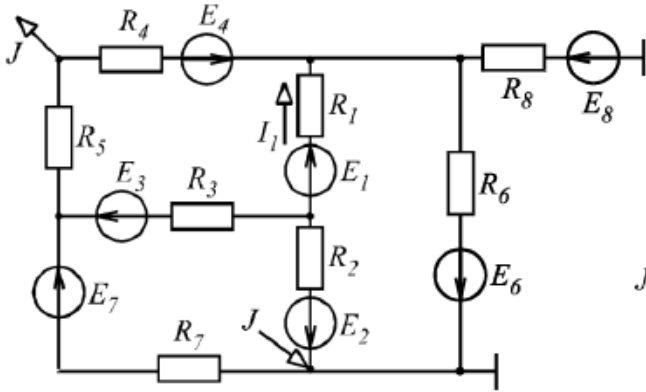 J R4 E4
R8 E8
R1 I1
R5 E1
E3 R3
R6
R2
E7 E6 J
R7 J E2